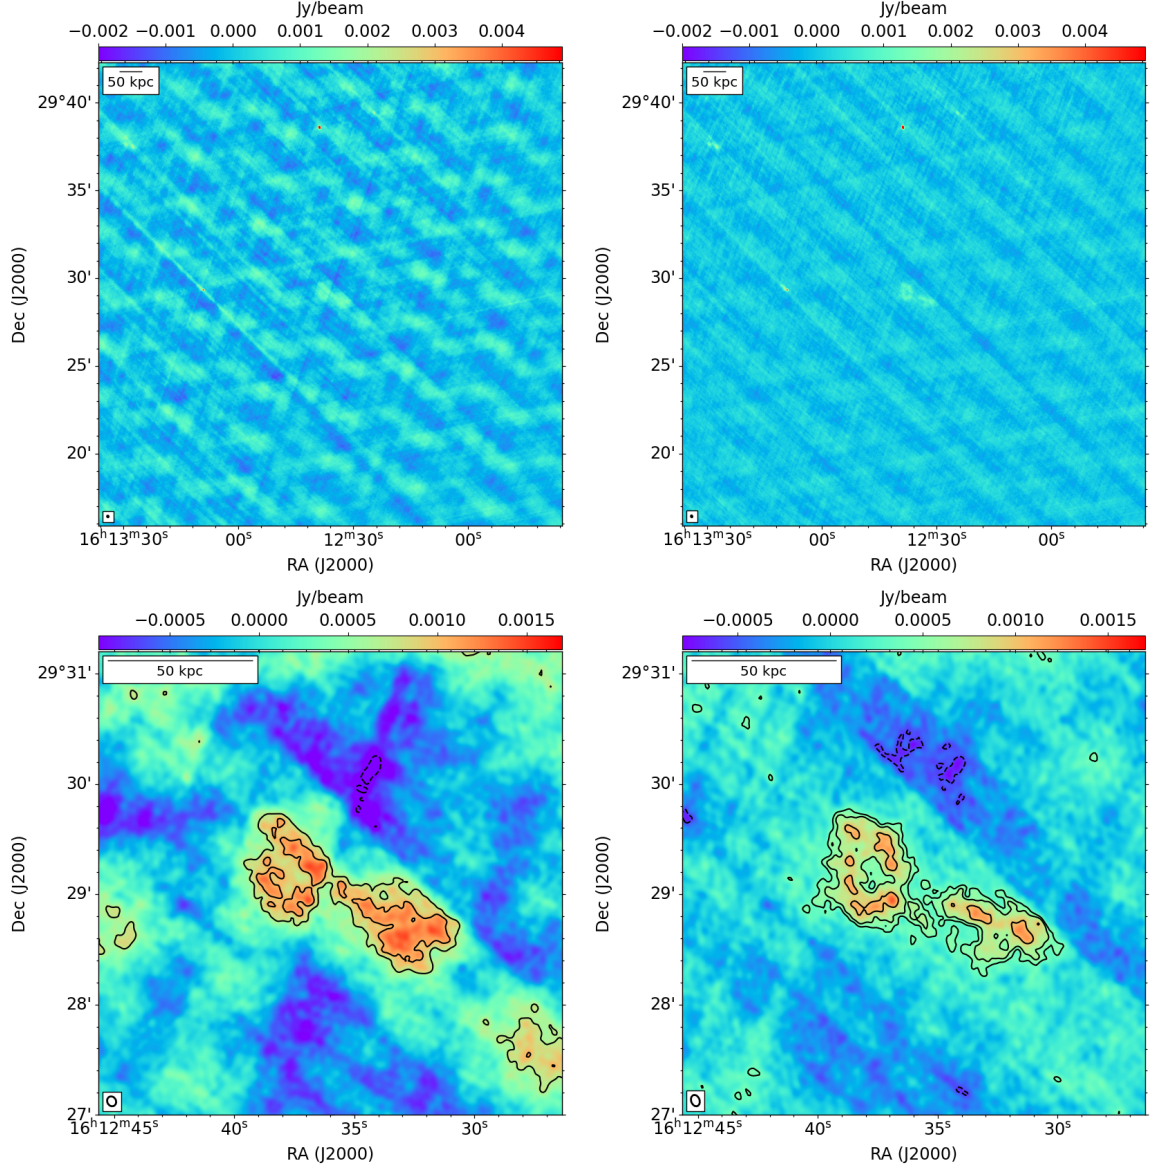 Jy/beam
−0.002 −0.001 0.000 0.001 0.002 0.003 0.004
50 kpc
29°40'
35'
30'
25'
20'
Dec (J2000)
16ʰ13ᵐ30ˢ 00ˢ 12ᵐ30ˢ 00ˢ
RA (J2000)
Jy/beam
−0.002 −0.001 0.000 0.001 0.002 0.003 0.004
50 kpc
29°40'
35'
30'
25'
20'
Dec (J2000)
16ʰ13ᵐ30ˢ 00ˢ 12ᵐ30ˢ 00ˢ
RA (J2000)
Jy/beam
−0.0005 0.0000 0.0005 0.0010 0.0015
50 kpc
29°31'
30'
29'
28'
27'
Dec (J2000)
16ʰ12ᵐ45ˢ 40ˢ 35ˢ 30ˢ
RA (J2000)
Jy/beam
−0.0005 0.0000 0.0005 0.0010 0.0015
50 kpc
29°31'
30'
29'
28'
27'
Dec (J2000)
16ʰ12ᵐ45ˢ 40ˢ 35ˢ 30ˢ
RA (J2000)